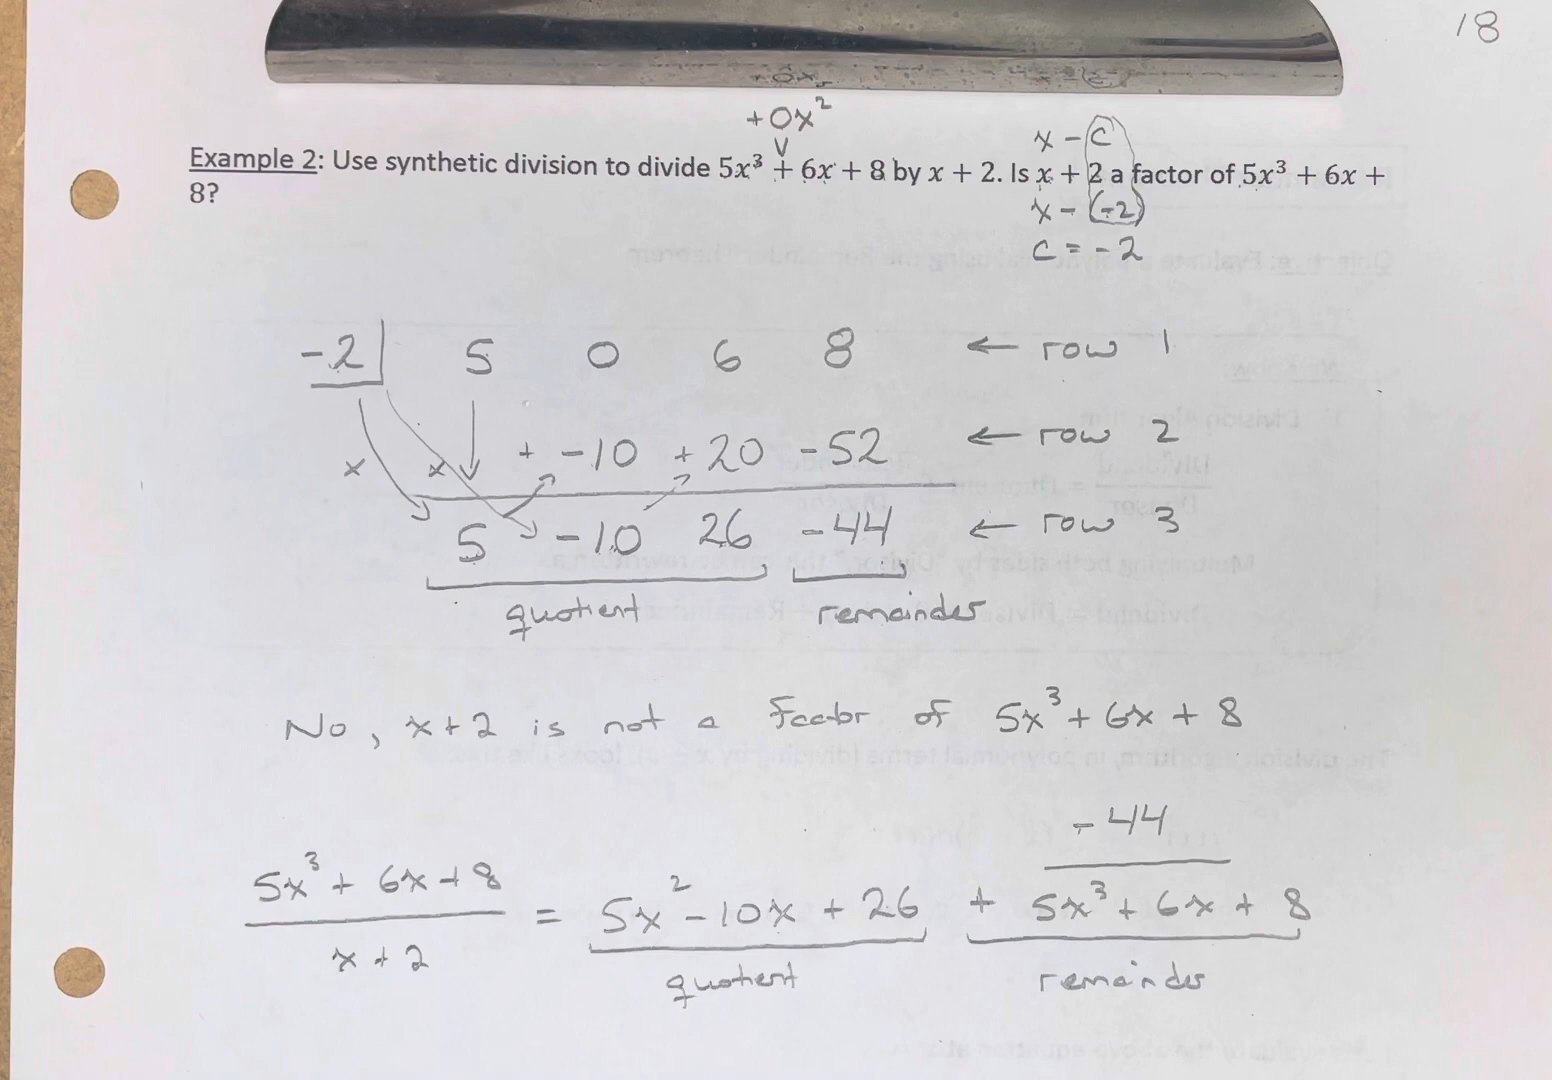 18
+0x²
x - c
Example 2: Use synthetic division to divide 5x³ + 6x + 8 by x + 2. Is x + 2 a factor of 5x³ + 6x +
8?
x - (-2)
c = -2
-2 5 0 6 8 ← row 1
x x + -10 + 20 -52 ← row 2
5 -10 26 -44 ← row 3
quotient remainder
No, x+2 is not a factor of 5x³ + 6x + 8
-44
5x³ + 6x + 8 = 5x² - 10x + 26 + 5x³ + 6x + 8
x + 2 quotient remainder